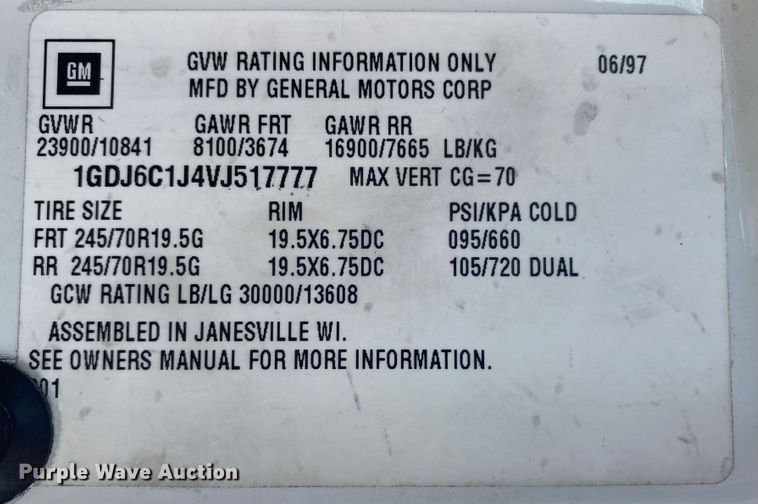 GM GVW RATING INFORMATION ONLY 06/97
MFD BY GENERAL MOTORS CORP
GVWR GAWR FRT GAWR RR
23900/10841 8100/3674 16900/7665 LB/KG
1GDJ6C1J4VJ517777 MAX VERT CG=70
TIRE SIZE RIM PSI/KPA COLD
FRT 245/70R19.5G 19.5X6.75DC 095/660
RR 245/70R19.5G 19.5X6.75DC 105/720 DUAL
GCW RATING LB/LG 30000/13608
ASSEMBLED IN JANESVILLE WI.
SEE OWNERS MANUAL FOR MORE INFORMATION.
01
Purple Wave Auction